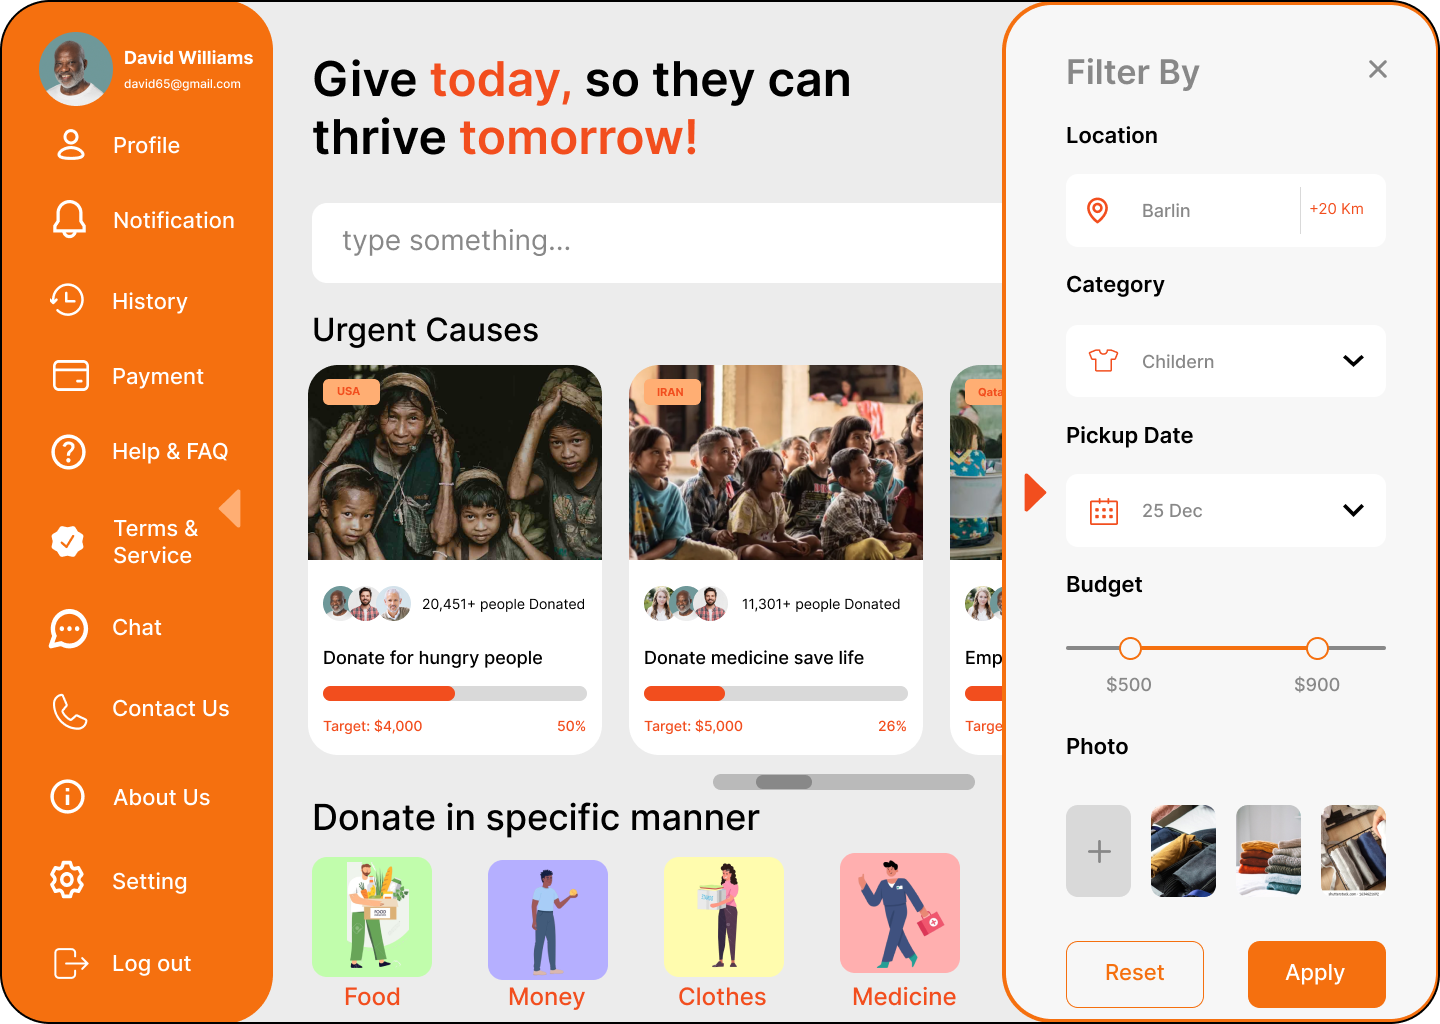 David Williams
david65@gmail.com
Profile
Notification
History
Payment
Help & FAQ
Terms &
Service
Chat
Contact Us
About Us
Setting
Log out
Give today, so they can
thrive tomorrow!
type something...
Urgent Causes
USA
20,451+ people Donated
Donate for hungry people
Target: $4,000
50%
IRAN
11,301+ people Donated
Donate medicine save life
Target: $5,000
26%
Qata
Emp
Targe
Donate in specific manner
FOOD
Food
Money
Clothes
Medicine
Filter By
Location
Barlin
+20 Km
Category
Childern
Pickup Date
25 Dec
Budget
$500
$900
Photo
Reset
Apply